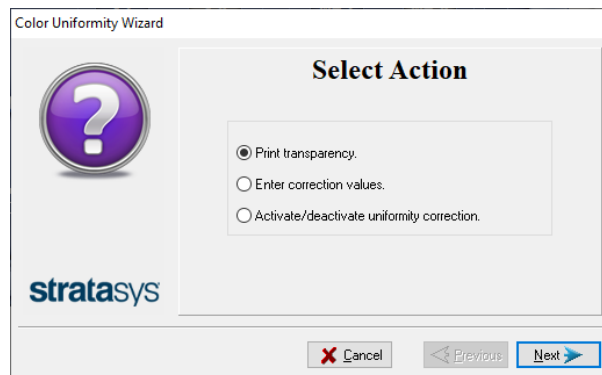 Color Uniformity Wizard
Select Action
Print transparency.
Enter correction values.
Activate/deactivate uniformity correction.
stratasys
Cancel
Previous
Next